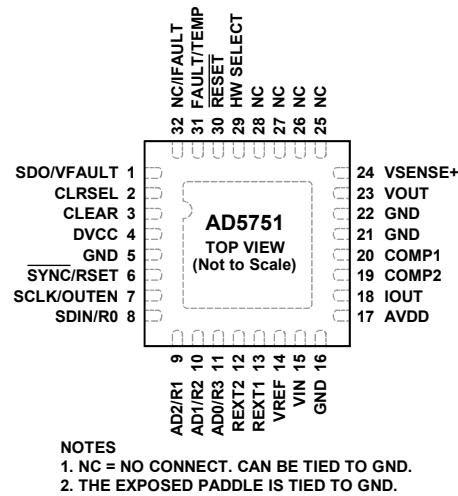 32 NC/IFAULT
31 FAULT/TEMP
30 RESET
29 HW SELECT
28 NC
27 NC
26 NC
25 NC
SDO/VFAULT 1
CLRSEL 2
CLEAR 3
DVCC 4
GND 5
SYNC/RSET 6
SCLK/OUTEN 7
SDIN/R0 8
AD5751
TOP VIEW
(Not to Scale)
24 VSENSE+
23 VOUT
22 GND
21 GND
20 COMP1
19 COMP2
18 IOUT
17 AVDD
AD2/R1 9
AD1/R2 10
AD0/R3 11
REXT2 12
REXT1 13
VREF 14
VIN 15
GND 16
NOTES
1. NC = NO CONNECT. CAN BE TIED TO GND.
2. THE EXPOSED PADDLE IS TIED TO GND.